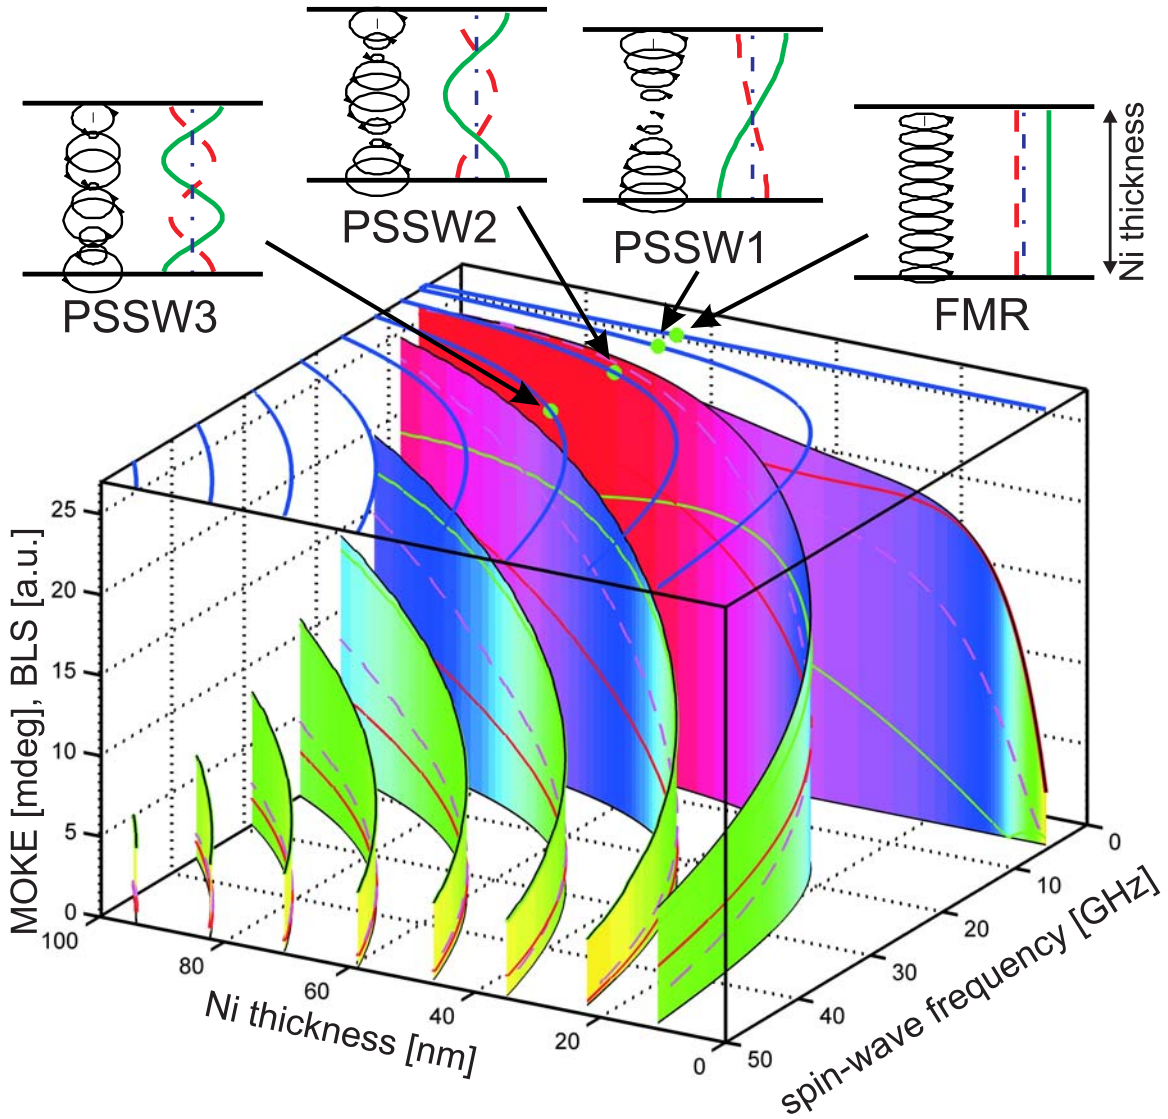 PSSW3
PSSW2
PSSW1
FMR
Ni thickness
MOKE [mdeg], BLS [a.u.]
25
20
15
10
5
0
100
80
60
40
20
0
Ni thickness [nm]
0
10
20
30
40
50
spin-wave frequency [GHz]